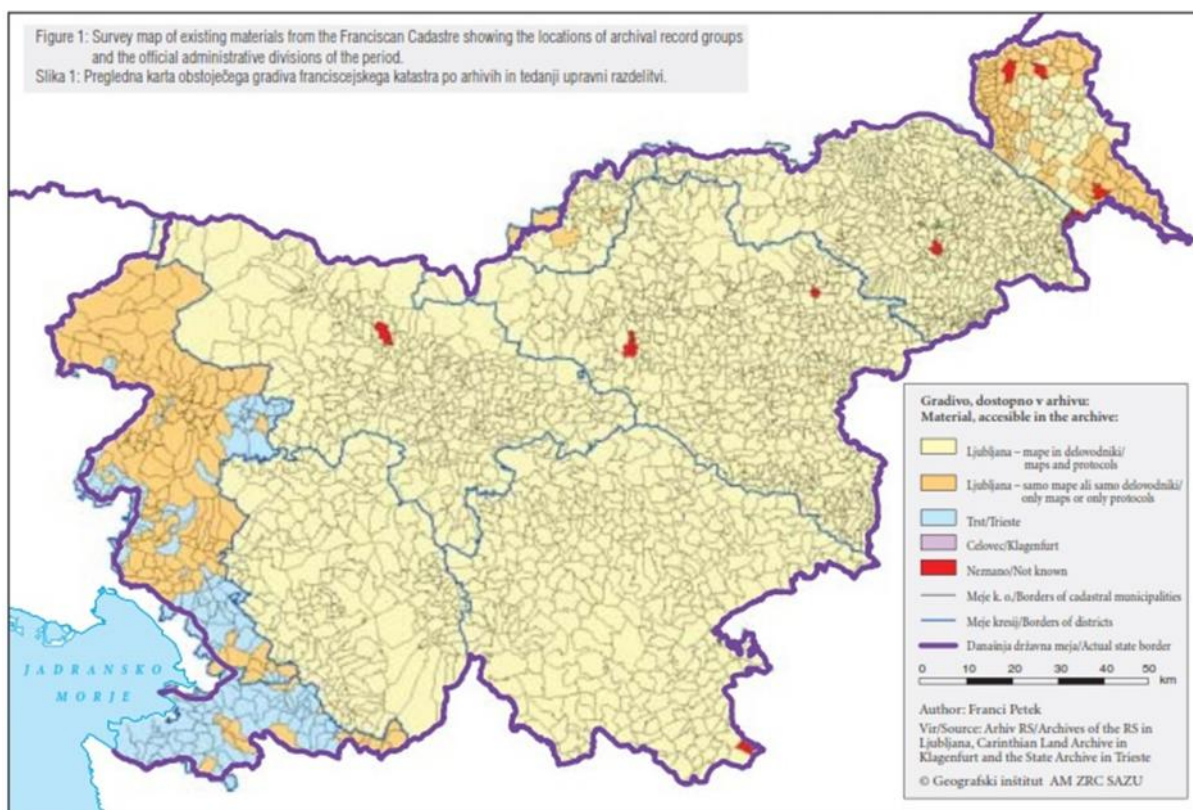 Figure 1: Survey map of existing materials from the Franciscan Cadastre showing the locations of archival record groups
and the official administrative divisions of the period.
Slika 1: Pregledna karta obstoječega gradiva franciscejskega katastra po arhivih in tedanji upravni razdelitvi.
JADRANSKO
MORJE
Gradivo, dostopno v arhivu:
Material, accesible in the archive:
Ljubljana – mape in delovodniki/
maps and protocols
Ljubljana – samo mape ali samo delovodniki/
only maps or only protocols
Trst/Trieste
Celovec/Klagenfurt
Neznano/Not known
Meje k. o./Borders of cadastral municipalities
Meje kresij/Borders of districts
Današnja državna meja/Actual state border
0 10 20 30 40 50
km
Author: Franci Petek
Vir/Source: Arhiv RS/Archives of the RS in
Ljubljana, Carinthian Land Archive in
Klagenfurt and the State Archive in Trieste
© Geografski inštitut AM ZRC SAZU